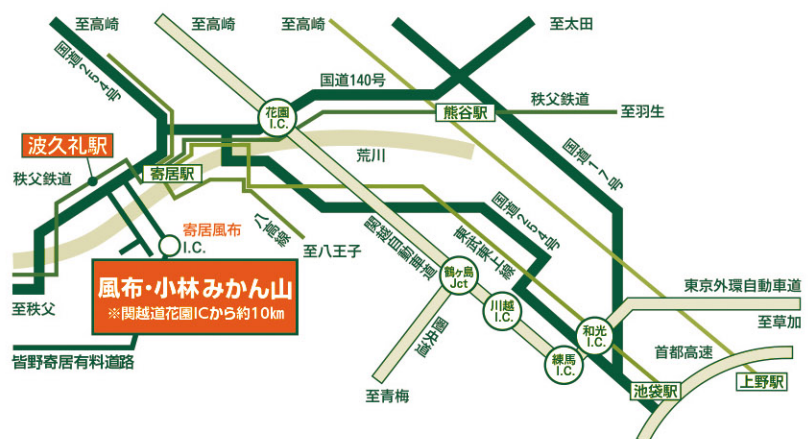 至高崎
至高崎
至高崎
至太田
国道254号
国道140号
花園
I.C.
熊谷駅
秩父鉄道
至羽生
波久礼駅
秩父鉄道
寄居駅
荒川
国道17号
寄居風布
I.C.
八高線
至八王子
関越自動車道
東武東上線
国道254号
風布・小林みかん山
※関越道花園ICから約10km
鶴ヶ島
Jct
川越
I.C.
東京外環自動車道
至草加
至秩父
圏央道
和光
I.C.
練馬
I.C.
首都高速
皆野寄居有料道路
至青梅
池袋駅
上野駅